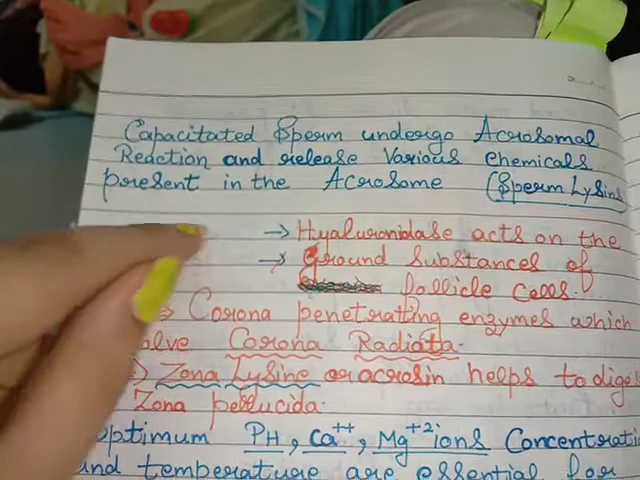 Capacitated Sperm undergo Acrosomal
Reaction and release Various chemicals
present in the Acrosome (Sperm Lysins
→ Hyaluronidase acts on the
→ Ground Substances of
follicle cells.
→ Corona penetrating enzymes which
olve Corona Radiata.
Zona Lysine or acrosin helps to diges
Zona pellucida.
optimum PH, Ca++, Mg+2 ions Concentrati
and temperature are essential for